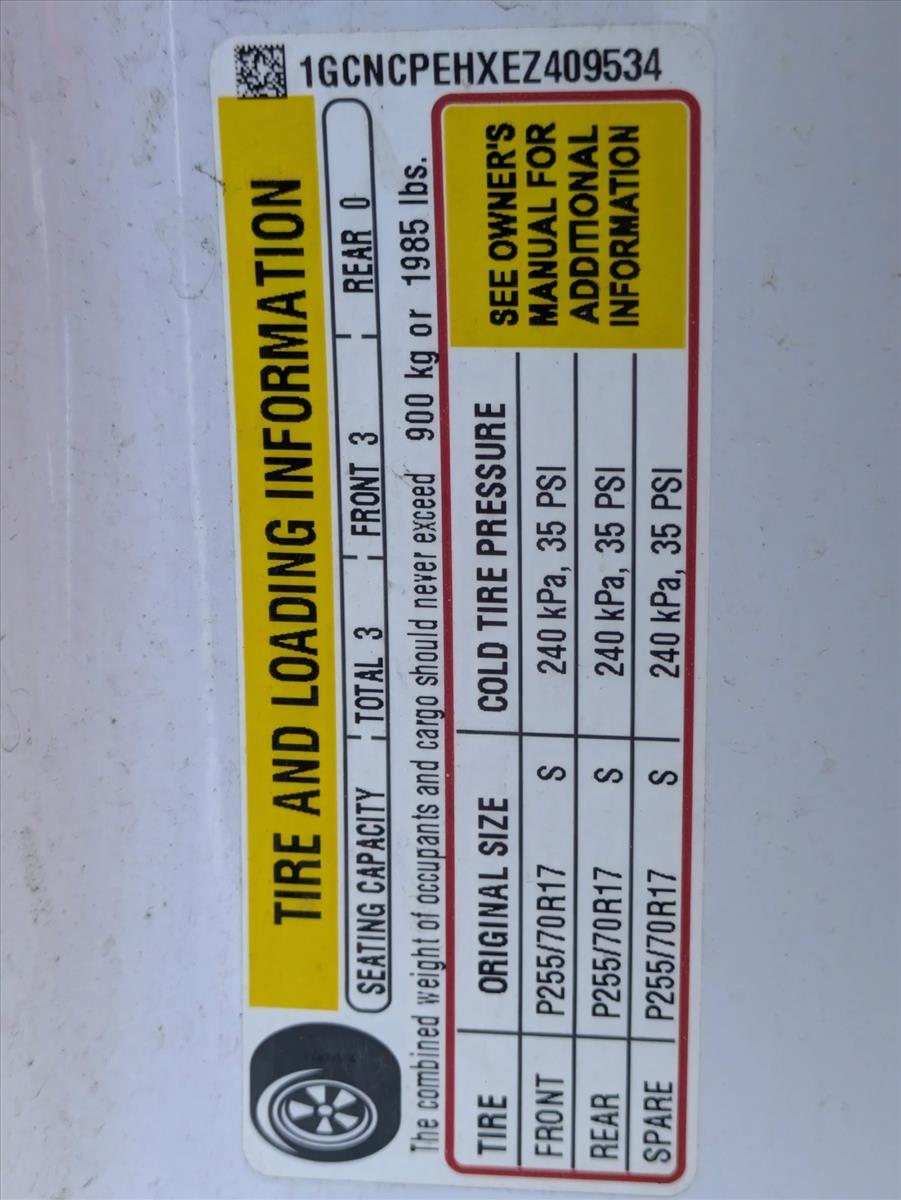 1GCNCPEHXEZ409534
TIRE AND LOADING INFORMATION
SEATING CAPACITY TOTAL 3 FRONT 3 REAR 0
The combined weight of occupants and cargo should never exceed 900 kg or 1985 lbs.
TIRE ORIGINAL SIZE COLD TIRE PRESSURE
FRONT P255/70R17 S 240 kPa, 35 PSI
REAR P255/70R17 S 240 kPa, 35 PSI
SPARE P255/70R17 S 240 kPa, 35 PSI
SEE OWNER'S
MANUAL FOR
ADDITIONAL
INFORMATION